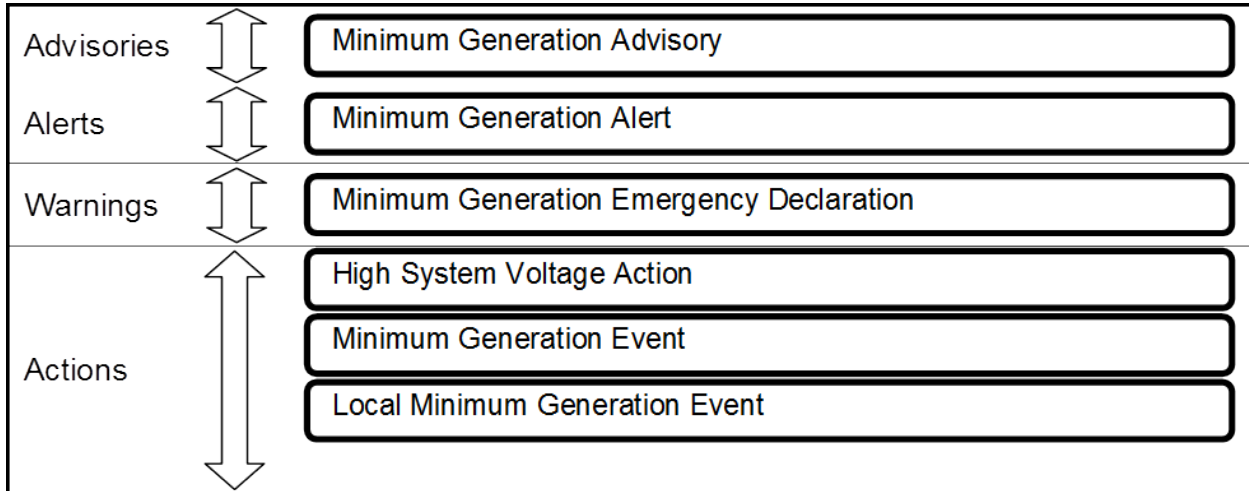 Advisories
Minimum Generation Advisory
Alerts
Minimum Generation Alert
Warnings
Minimum Generation Emergency Declaration
Actions
High System Voltage Action
Minimum Generation Event
Local Minimum Generation Event